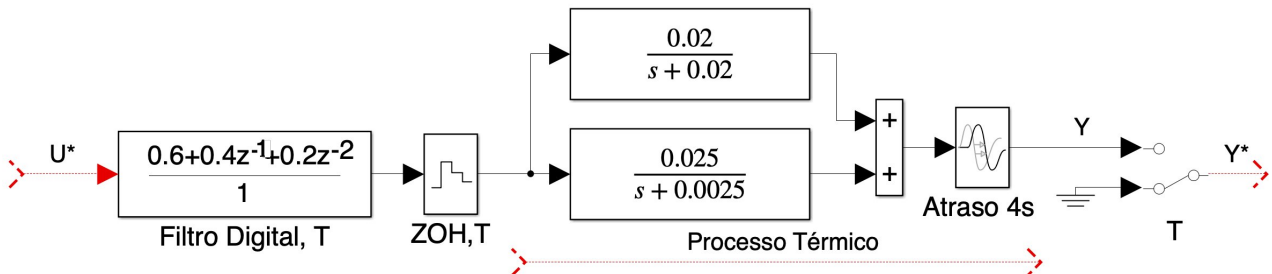 U*
0.6+0.4z-1+0.2z-2
1
Filtro Digital, T
ZOH,T
0.02
s + 0.02
0.025
s + 0.0025
Processo Térmico
+
+
Atraso 4s
Y
Y*
T